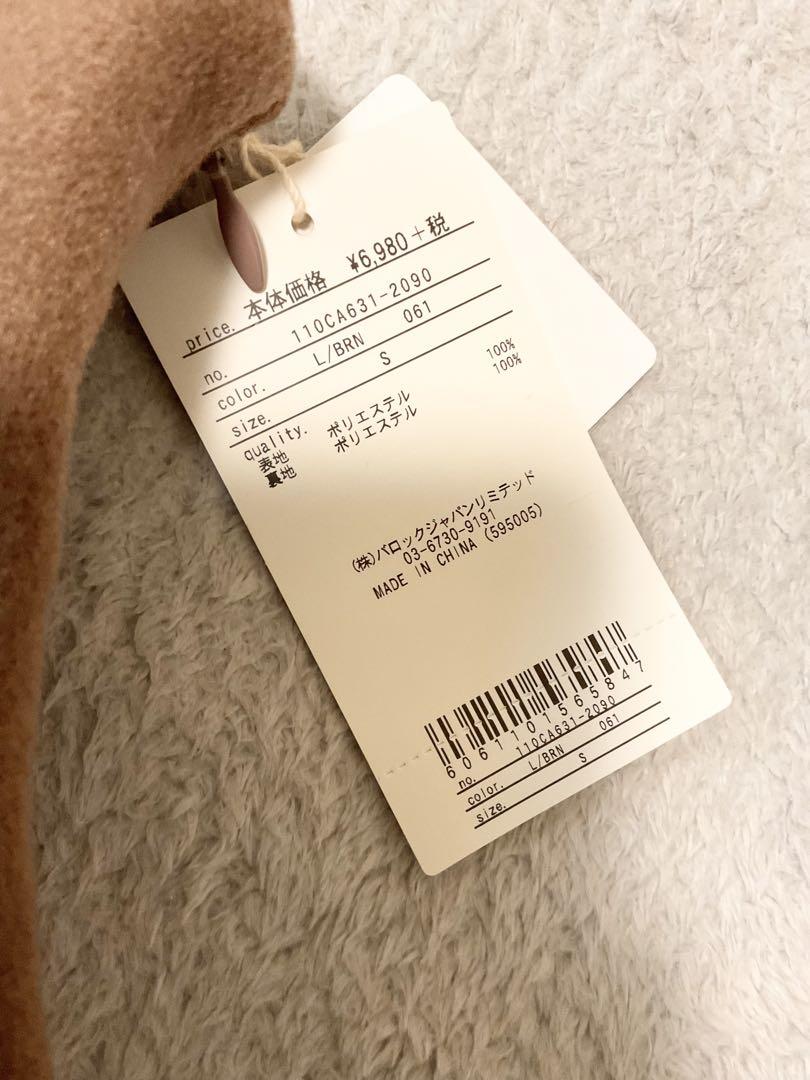 price. 本体価格 ¥6,980+税
no. 110CA631-2090
color. L/BRN 061
size. S
quality.
表地 ポリエステル 100%
裏地 ポリエステル 100%
(株)バロックジャパンリミテッド
03-6730-9191
MADE IN CHINA (595005)
6061101565847
no. 110CA631-2090
color. L/BRN 061
size. S